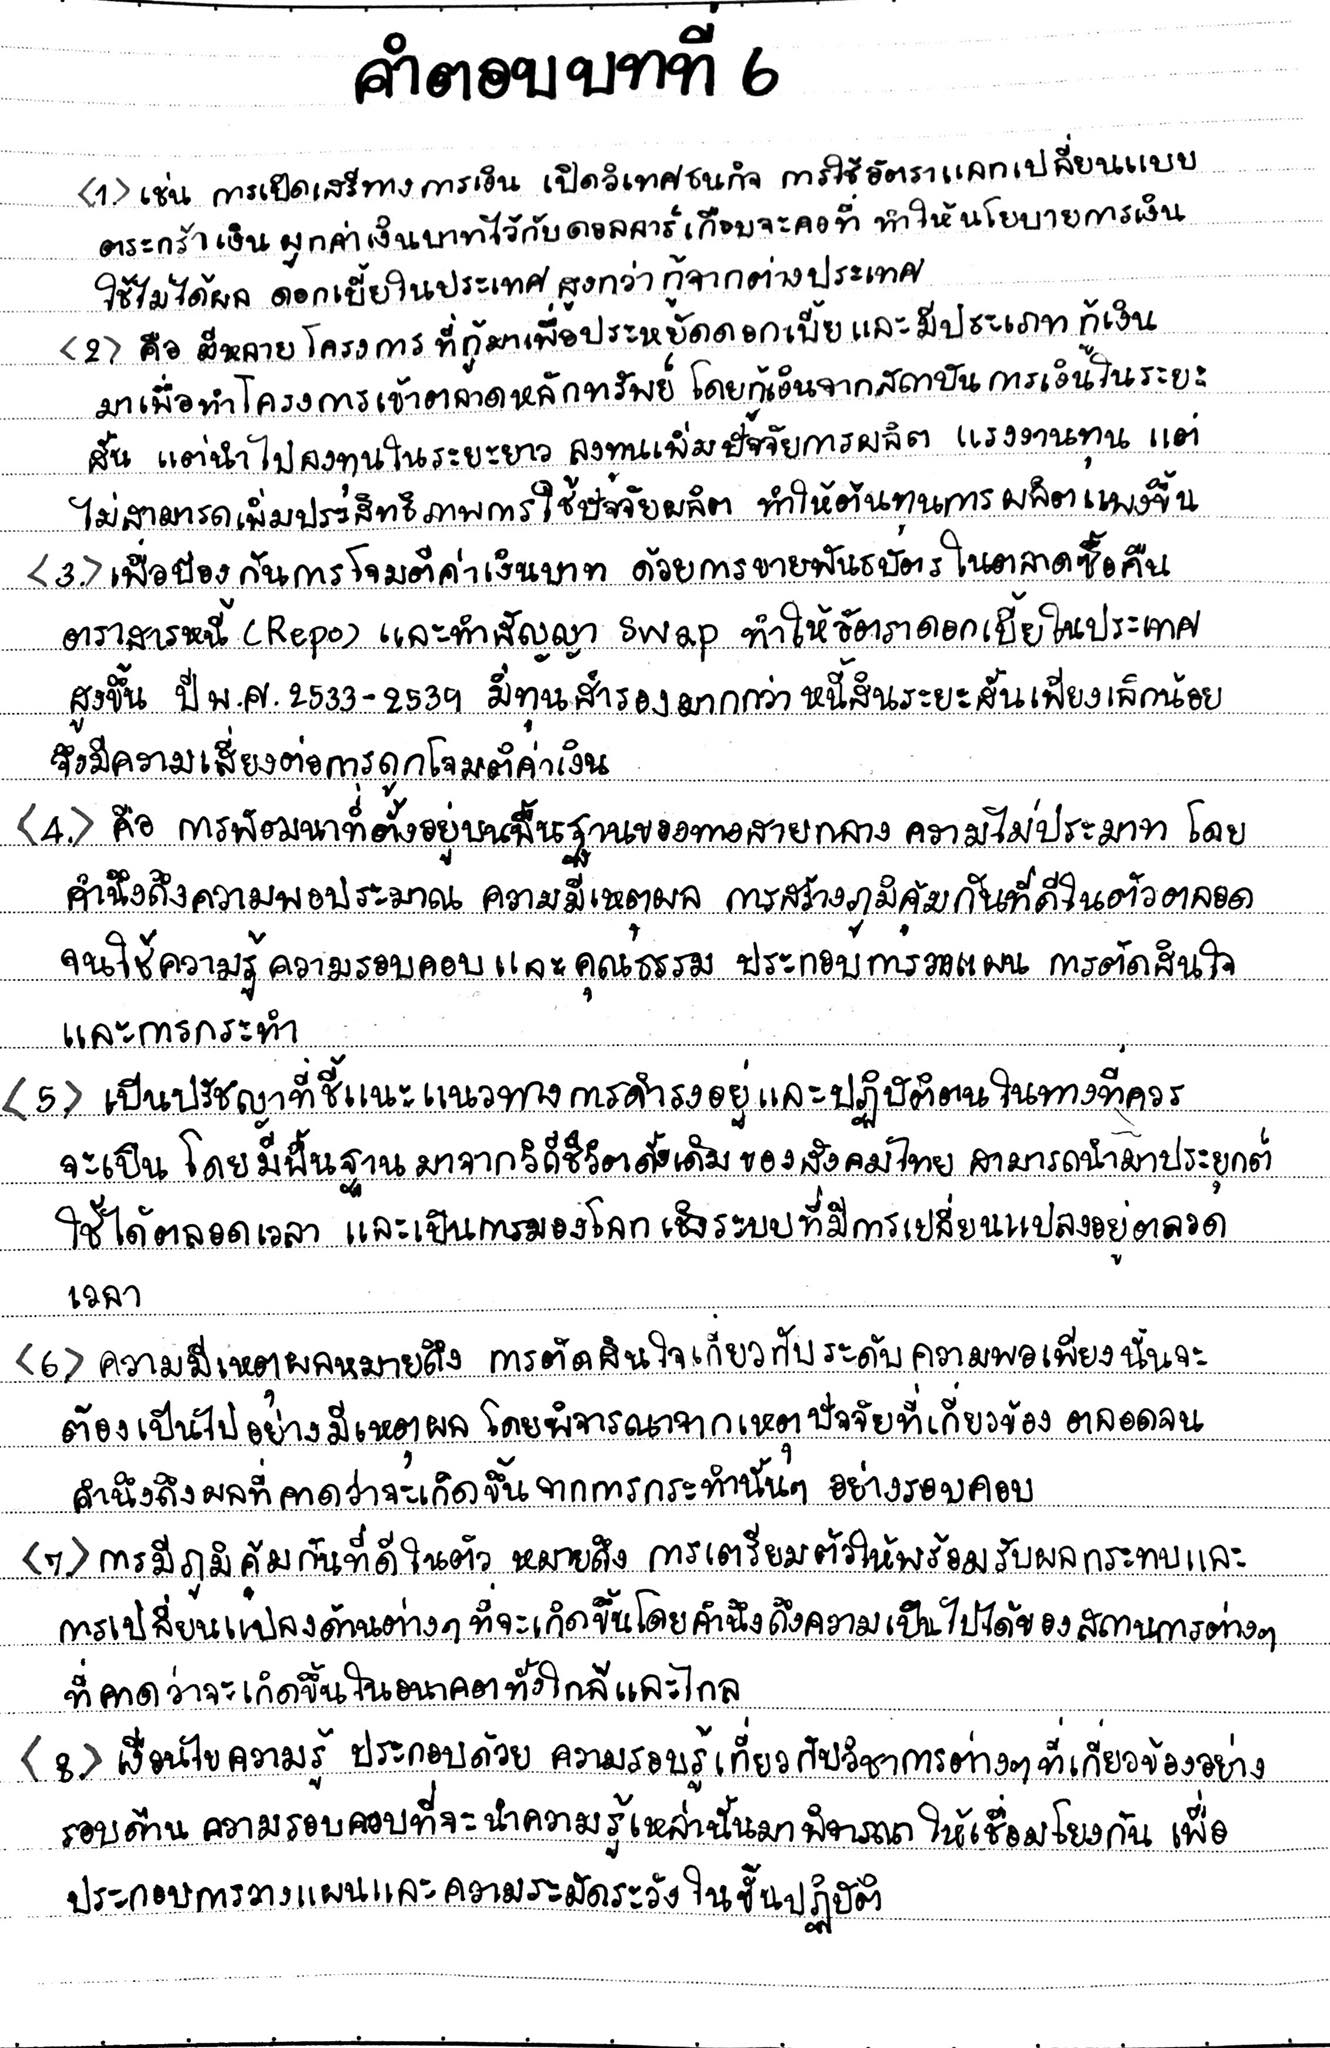 คำตอบบทที่ 6
<1.> เช่น การเปิดเสรีทางการเงิน เปิดวิเทศธนกิจ การใช้อัตราแลกเปลี่ยนแบบ
ตระกร้าเงิน ผูกค่าเงินบาทไว้กับดอลลาร์เกือบจะคงที่ ทำให้นโยบายการเงิน
ใช้ไม่ได้ผล ดอกเบี้ยในประเทศสูงกว่ากู้จากต่างประเทศ
<2> คือ มีหลายโครงการที่กู้มาเพื่อประหยัดดอกเบี้ยและมีประเภทกู้เงิน
มาเพื่อทำโครงการเข้าตลาดหลักทรัพย์ โดยกู้เงินจากสถาบันการเงินในระยะ
สั้น แต่นำไปลงทุนในระยะยาว ลงทุนเพิ่มปัจจัยการผลิต แรงงานทุน แต่
ไม่สามารถเพิ่มประสิทธิภาพการใช้ปัจจัยผลิต ทำให้ต้นทุนการผลิตแพงขึ้น
<3.> เพื่อป้องกันการโจมตีค่าเงินบาท ด้วยการขายพันธบัตรในตลาดซื้อคืน
ตราสารหนี้ (Repo) และทำสัญญา Swap ทำให้อัตราดอกเบี้ยในประเทศ
สูงขึ้น ปีพ.ศ. 2533-2539 มีทุนสำรองมากกว่าหนี้สินระยะสั้นเพียงเล็กน้อย
จึงมีความเสี่ยงต่อการถูกโจมตีค่าเงิน
<4.> คือ การพัฒนาที่ตั้งอยู่บนพื้นฐานของทางสายกลาง ความไม่ประมาท โดย
คำนึงถึงความพอประมาณ ความมีเหตุผล การสร้างภูมิคุ้มกันที่ดีในตัวตลอด
จนใช้ความรู้ ความรอบคอบและคุณธรรม ประกอบการวางแผน การตัดสินใจ
และการกระทำ
<5> เป็นปรัชญาที่ชี้แนะแนวทางการดำรงอยู่และปฏิบัติตนในทางที่ควร
จะเป็น โดยมีพื้นฐานมาจากวิถีชีวิตดั้งเดิมของสังคมไทย สามารถนำมาประยุกต์
ใช้ได้ตลอดเวลา และเป็นการมองโลกเชิงระบบที่มีการเปลี่ยนแปลงอยู่ตลอด
เวลา
<6> ความมีเหตุผลหมายถึง การตัดสินใจเกี่ยวกับระดับความพอเพียงนั้นจะ
ต้องเป็นไปอย่างมีเหตุผล โดยพิจารณาจากเหตุปัจจัยที่เกี่ยวข้อง ตลอดจน
คำนึงถึงผลที่คาดว่าจะเกิดขึ้นจากการกระทำนั้นๆ อย่างรอบคอบ
<7> การมีภูมิคุ้มกันที่ดีในตัว หมายถึง การเตรียมตัวให้พร้อมรับผลกระทบและ
การเปลี่ยนแปลงด้านต่างๆที่จะเกิดขึ้นโดยคำนึงถึงความเป็นไปได้ของสถานการต่างๆ
ที่คาดว่าจะเกิดขึ้นในอนาคตทั้งใกล้และไกล
<8.> เงื่อนไขความรู้ ประกอบด้วย ความรอบรู้เกี่ยวกับวิชาการต่างๆที่เกี่ยวข้องอย่าง
รอบด้าน ความรอบคอบที่จะนำความรู้เหล่านั้นมาพิจารณาให้เชื่อมโยงกัน เพื่อ
ประกอบการวางแผนและความระมัดระวังในขั้นปฏิบัติ